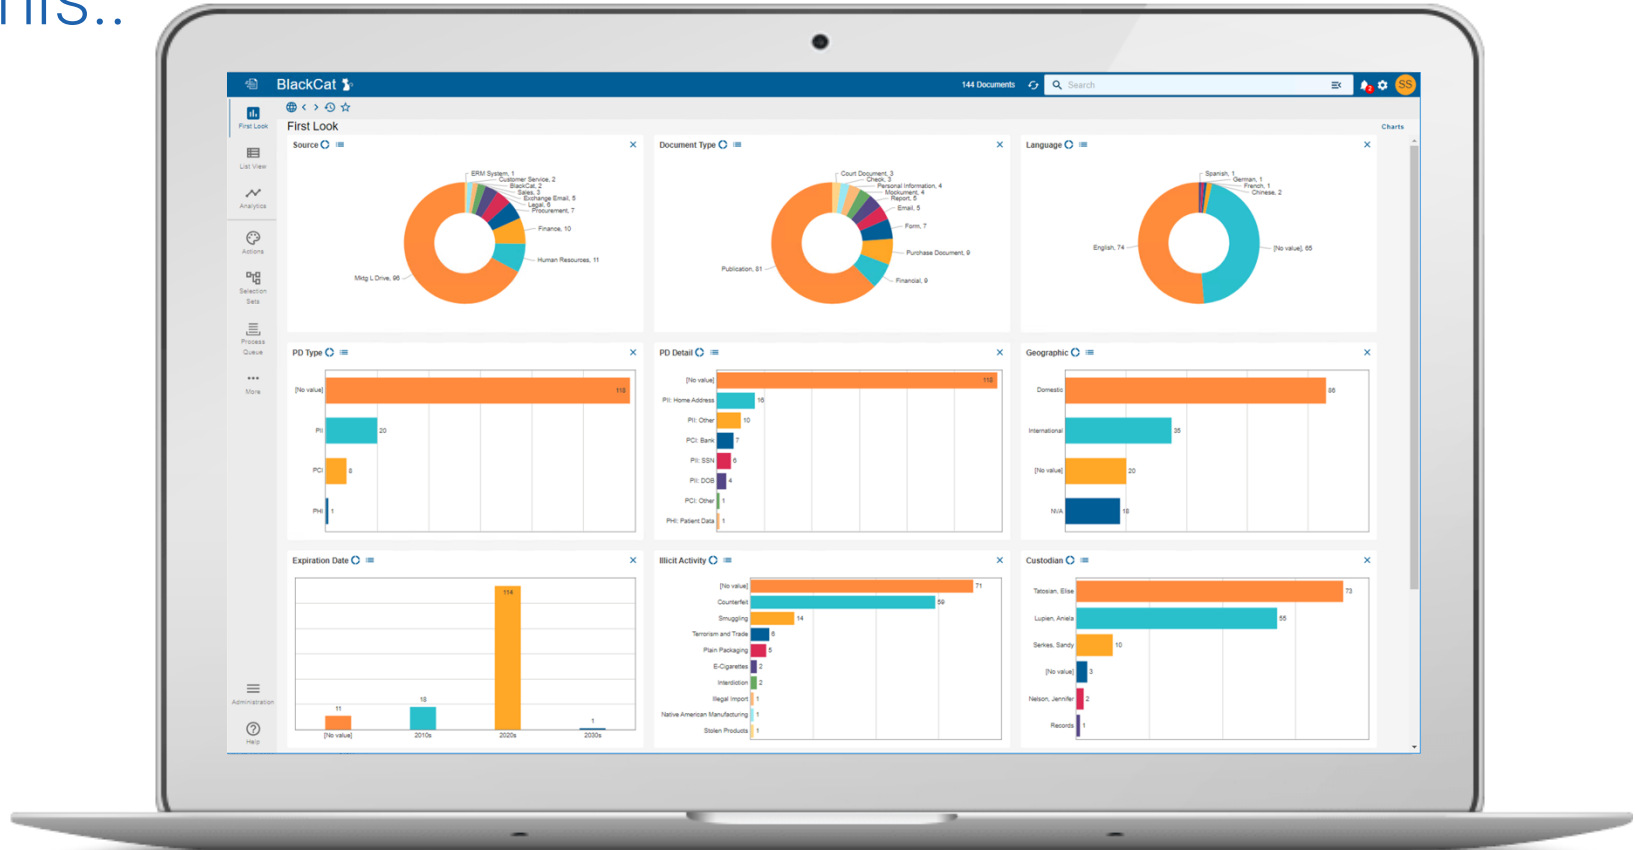 THIS..
BlackCat
144 Documents
Search
2
SS
First Look
List View
Analytics
Actions
Selection
Sets
Process
Queue
More
Administration
Help
First Look
Charts
Source
ERM System, 1
Customer Service, 2
BlackCat, 2
Sales, 3
Exchange Email, 5
Legal, 6
Procurement, 7
Finance, 10
Human Resources, 11
Mktg L Drive, 96
Document Type
Court Document, 3
Check, 3
Personal Information, 4
Mockument, 4
Report, 5
Email, 5
Form, 7
Purchase Document, 9
Financial, 9
Publication, 81
Language
Spanish, 1
German, 1
French, 1
Chinese, 2
English, 74
[No value], 65
PD Type
[No value] 118
PII 20
PCI 8
PHI 1
PD Detail
[No value] 118
PII: Home Address 16
PII: Other 10
PCI: Bank 7
PII: SSN 6
PII: DOB 4
PCI: Other 1
PHI: Patient Data 1
Geographic
Domestic 86
International 35
[No value] 20
N\A 18
Expiration Date
11
18
114
1
[No value] 2010s 2020s 2030s
Illicit Activity
[No value] 71
Counterfeit 59
Smuggling 14
Terrorism and Trade 6
Plain Packaging 5
E-Cigarettes 2
Interdiction 2
Illegal Import 1
Native American Manufacturing 1
Stolen Products 1
Custodian
Tatosian, Elise 73
Lupien, Aniela 55
Serkes, Sandy 10
[No value] 3
Nelson, Jennifer 2
Records 1